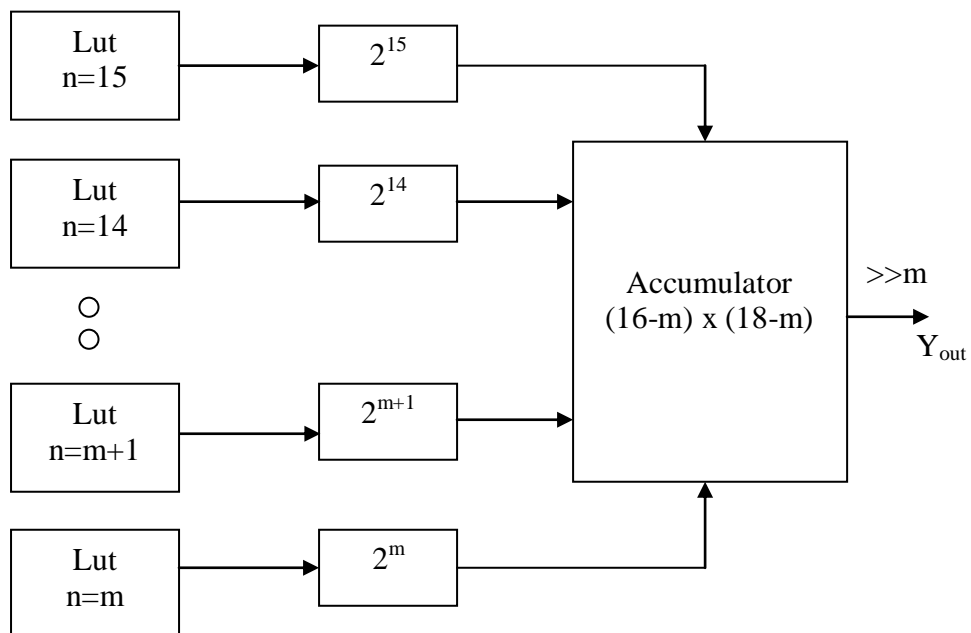 Lut
n=15
2^15
Lut
n=14
2^14
Accumulator
(16-m) x (18-m)
>>m
Y_out
Lut
n=m+1
2^m+1
Lut
n=m
2^m